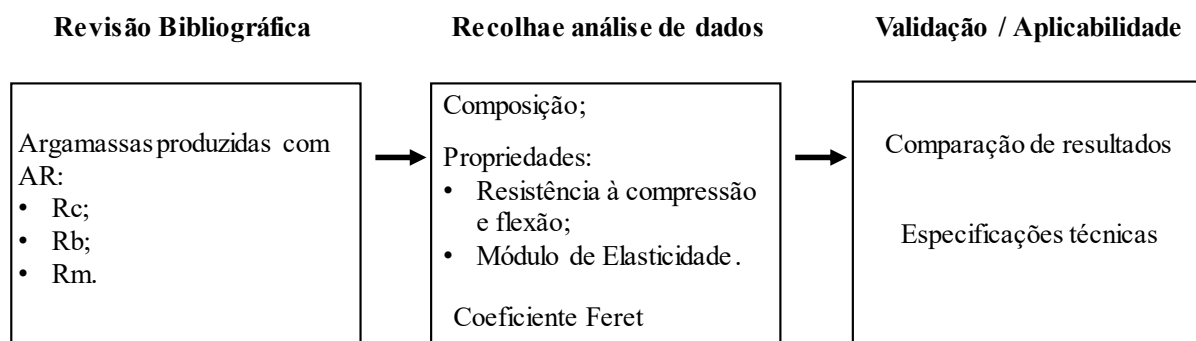 Revisão Bibliográfica
Argamassas produzidas com
AR:
• Rc;
• Rb;
• Rm.
Recolhae análise de dados
Composição;
Propriedades:
• Resistência à compressão
e flexão;
• Módulo de Elasticidade.
Coeficiente Feret
Validação / Aplicabilidade
Comparação de resultados
Especificações técnicas